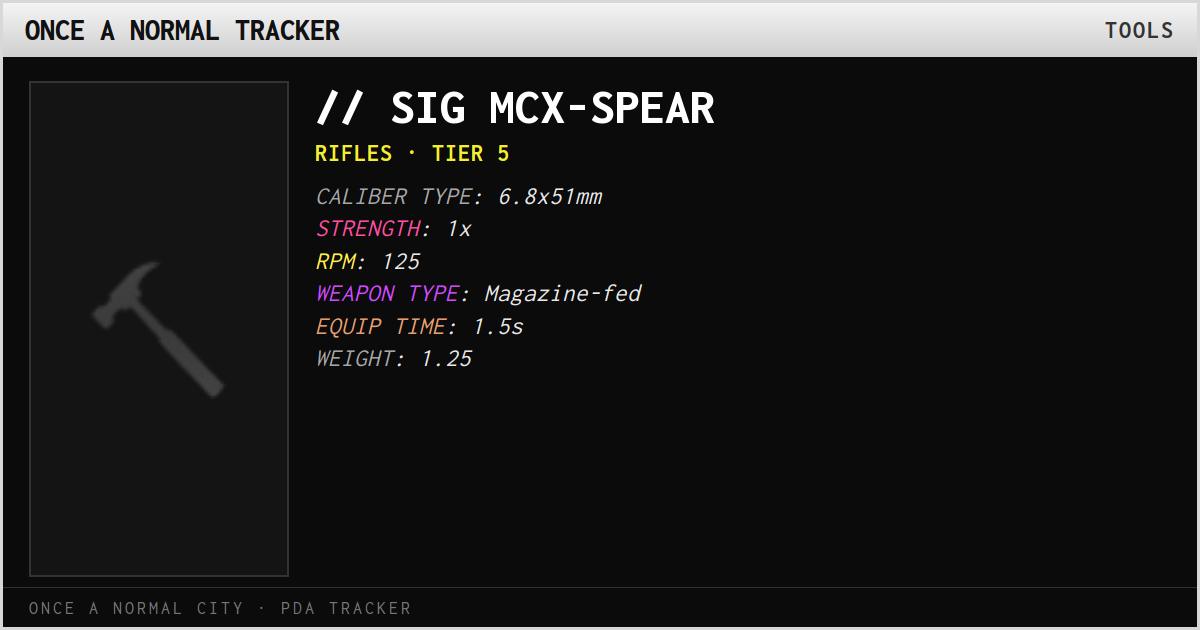 ONCE A NORMAL TRACKER
TOOLS
// SIG MCX-SPEAR
RIFLES · TIER 5
CALIBER TYPE: 6.8x51mm
STRENGTH: 1x
RPM: 125
WEAPON TYPE: Magazine-fed
EQUIP TIME: 1.5s
WEIGHT: 1.25
ONCE A NORMAL CITY · PDA TRACKER